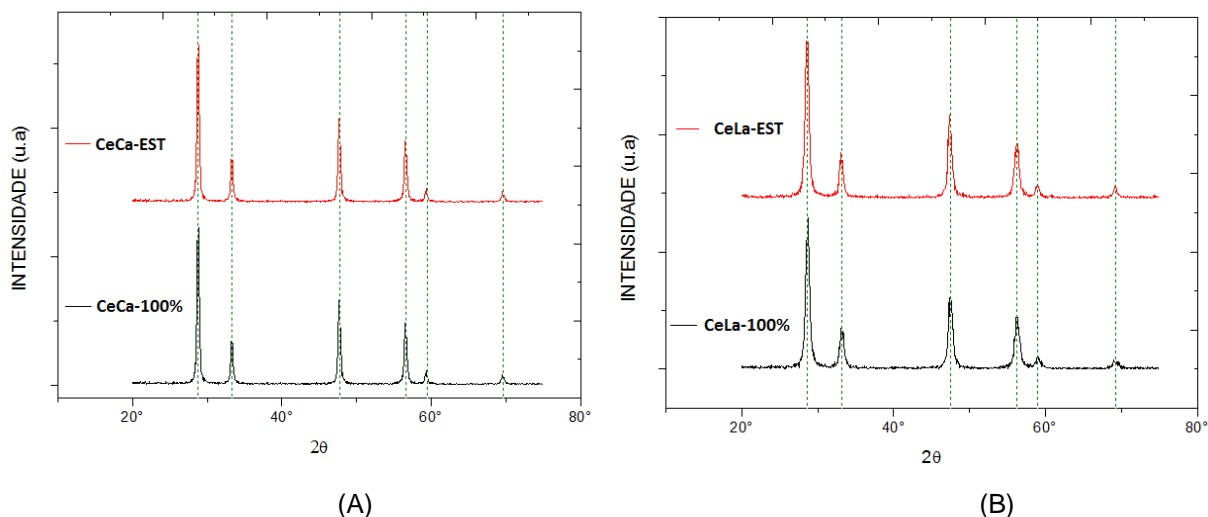 INTENSIDADE (u.a)
CeCa-EST
CeCa-100%
20°
40°
60°
80°
2θ
(A)
INTENSIDADE (u.a)
CeLa-EST
CeLa-100%
20°
40°
60°
80°
2θ
(B)